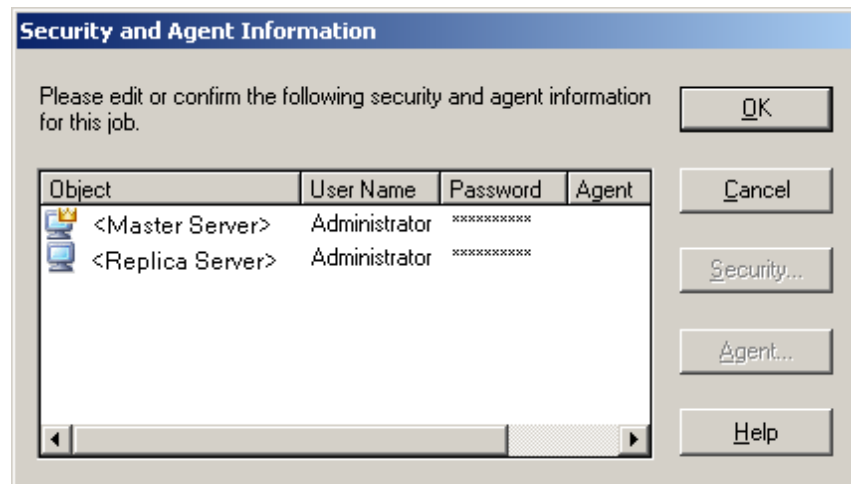 Security and Agent Information
Please edit or confirm the following security and agent information
for this job.
Object User Name Password Agent
<Master Server> Administrator **********
<Replica Server> Administrator **********
OK
Cancel
Security...
Agent...
Help